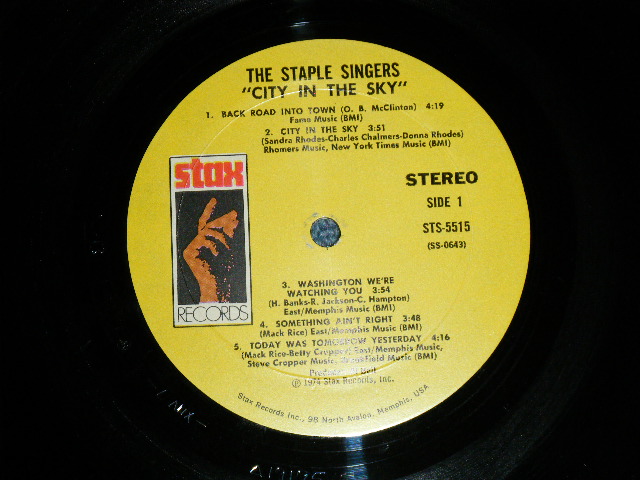 THE STAPLE SINGERS
"CITY IN THE SKY"
1. BACK ROAD INTO TOWN (O. B. McClinton) 4:19
Fame Music (BMI)
2. CITY IN THE SKY 3:51
(Sandra Rhodes-Charles Chalmers-Donna Rhodes)
Rhomers Music, New York Times Music (BMI)
stax
RECORDS
STEREO
SIDE 1
STS-5515
(SS-0643)
3. WASHINGTON WE'RE
WATCHING YOU 3:54
(H. Banks-R. Jackson-C. Hampton)
East/Memphis Music (BMI)
4. SOMETHING AIN'T RIGHT 3:48
(Mack Rice) East/Memphis Music (BMI)
5. TODAY WAS TOMORROW YESTERDAY 4:16
(Mack Rice-Betty Cropper) East/Memphis Music,
Steve Cropper Music, Music (BMI)
Ⓟ 1974 Stax Records, Inc.
Stax Records Inc., 98 North Avalon, Memphis, USA